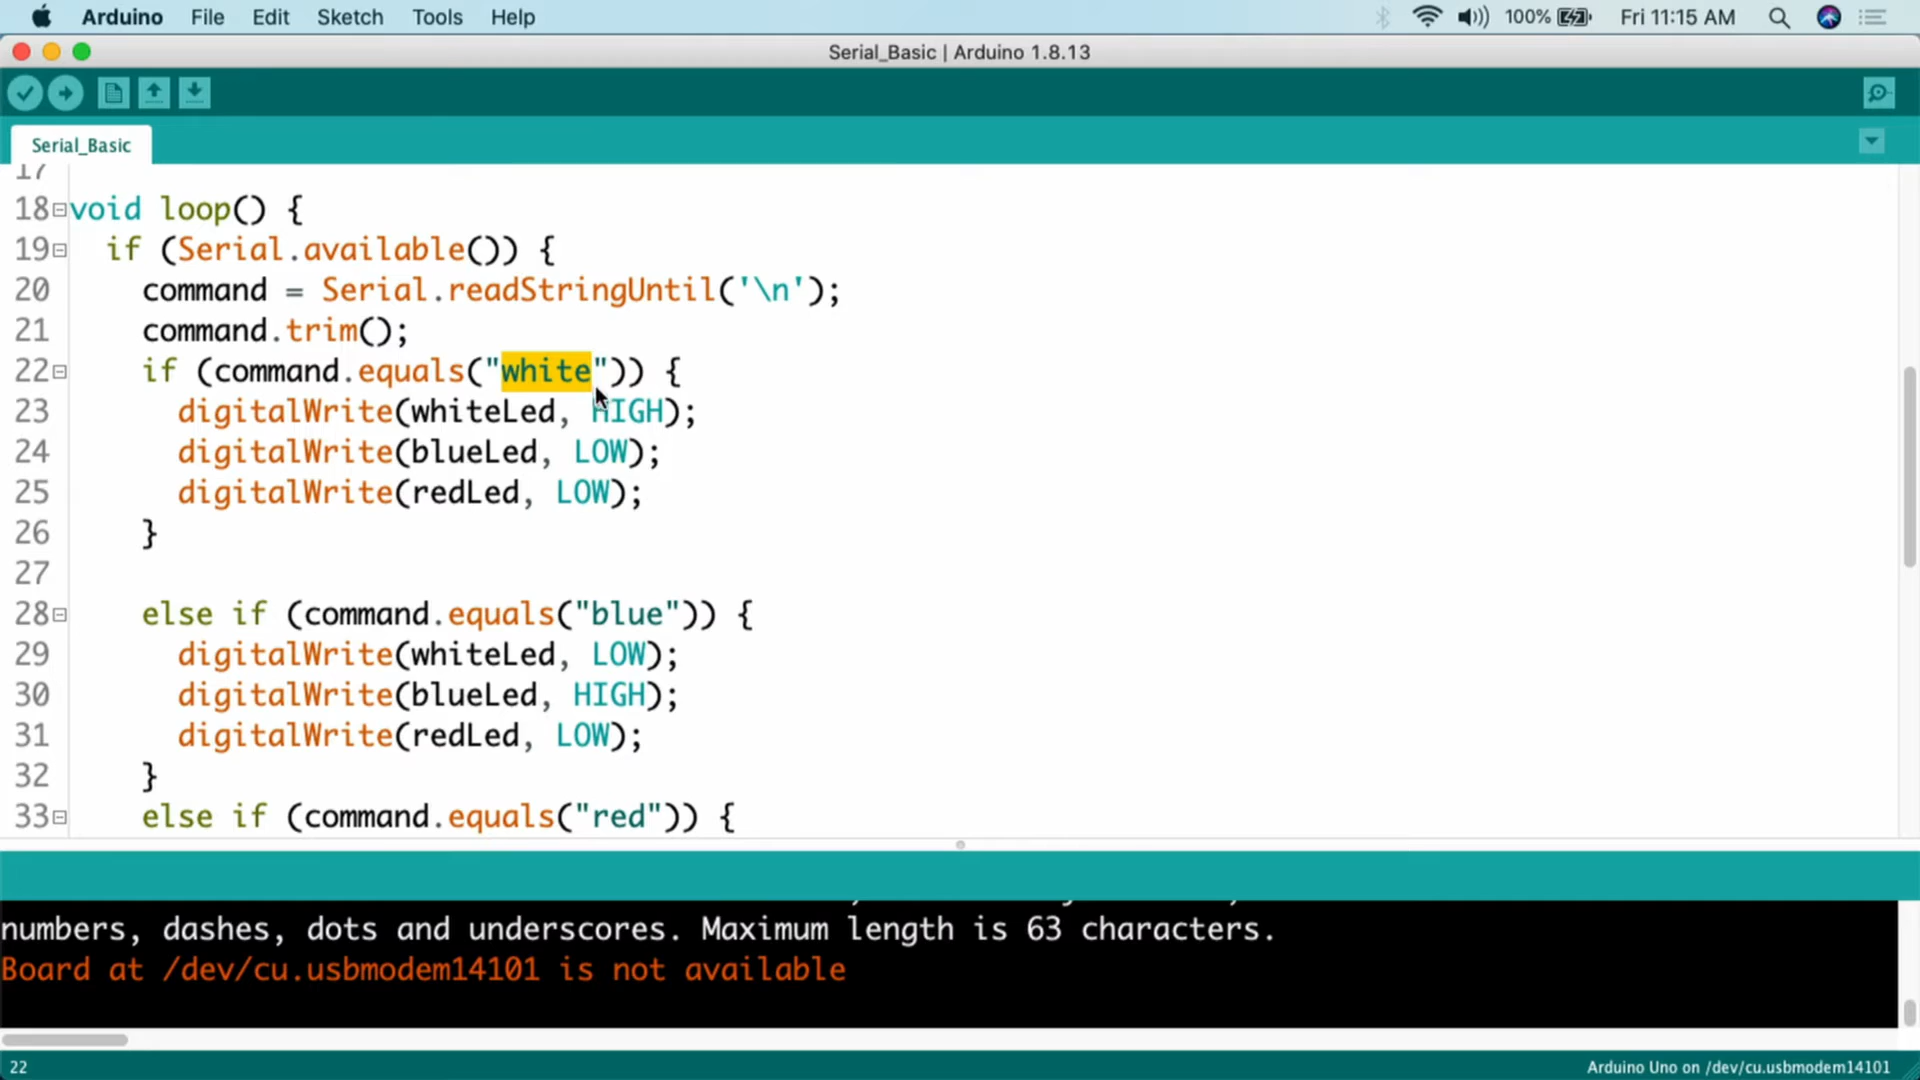 Arduino File Edit Sketch Tools Help 100% Fri 11:15 AM
Serial_Basic | Arduino 1.8.13
Serial_Basic
17
18 void loop() {
19 if (Serial.available()) {
20 command = Serial.readStringUntil('\n');
21 command.trim();
22 if (command.equals("white")) {
23 digitalWrite(whiteLed, HIGH);
24 digitalWrite(blueLed, LOW);
25 digitalWrite(redLed, LOW);
26 }
27
28 else if (command.equals("blue")) {
29 digitalWrite(whiteLed, LOW);
30 digitalWrite(blueLed, HIGH);
31 digitalWrite(redLed, LOW);
32 }
33 else if (command.equals("red")) {
numbers, dashes, dots and underscores. Maximum length is 63 characters.
Board at /dev/cu.usbmodem14101 is not available
22 Arduino Uno on /dev/cu.usbmodem14101